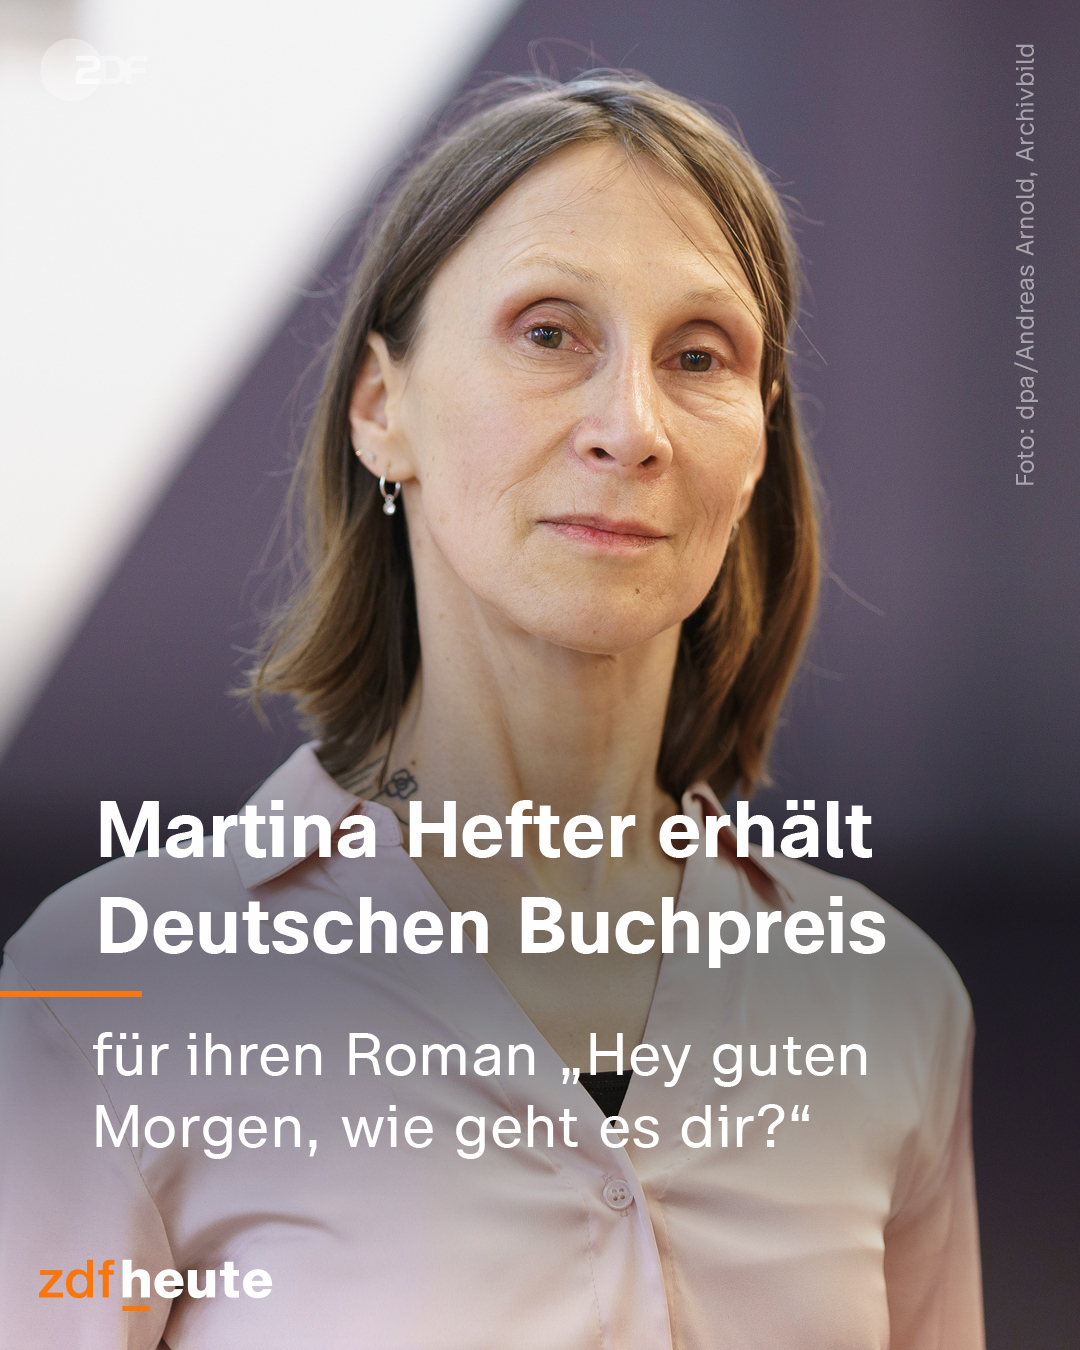 ZDF
Foto: dpa/Andreas Arnold, Archivbild
Martina Hefter erhält
Deutschen Buchpreis
für ihren Roman „Hey guten
Morgen, wie geht es dir?“
zdfheute